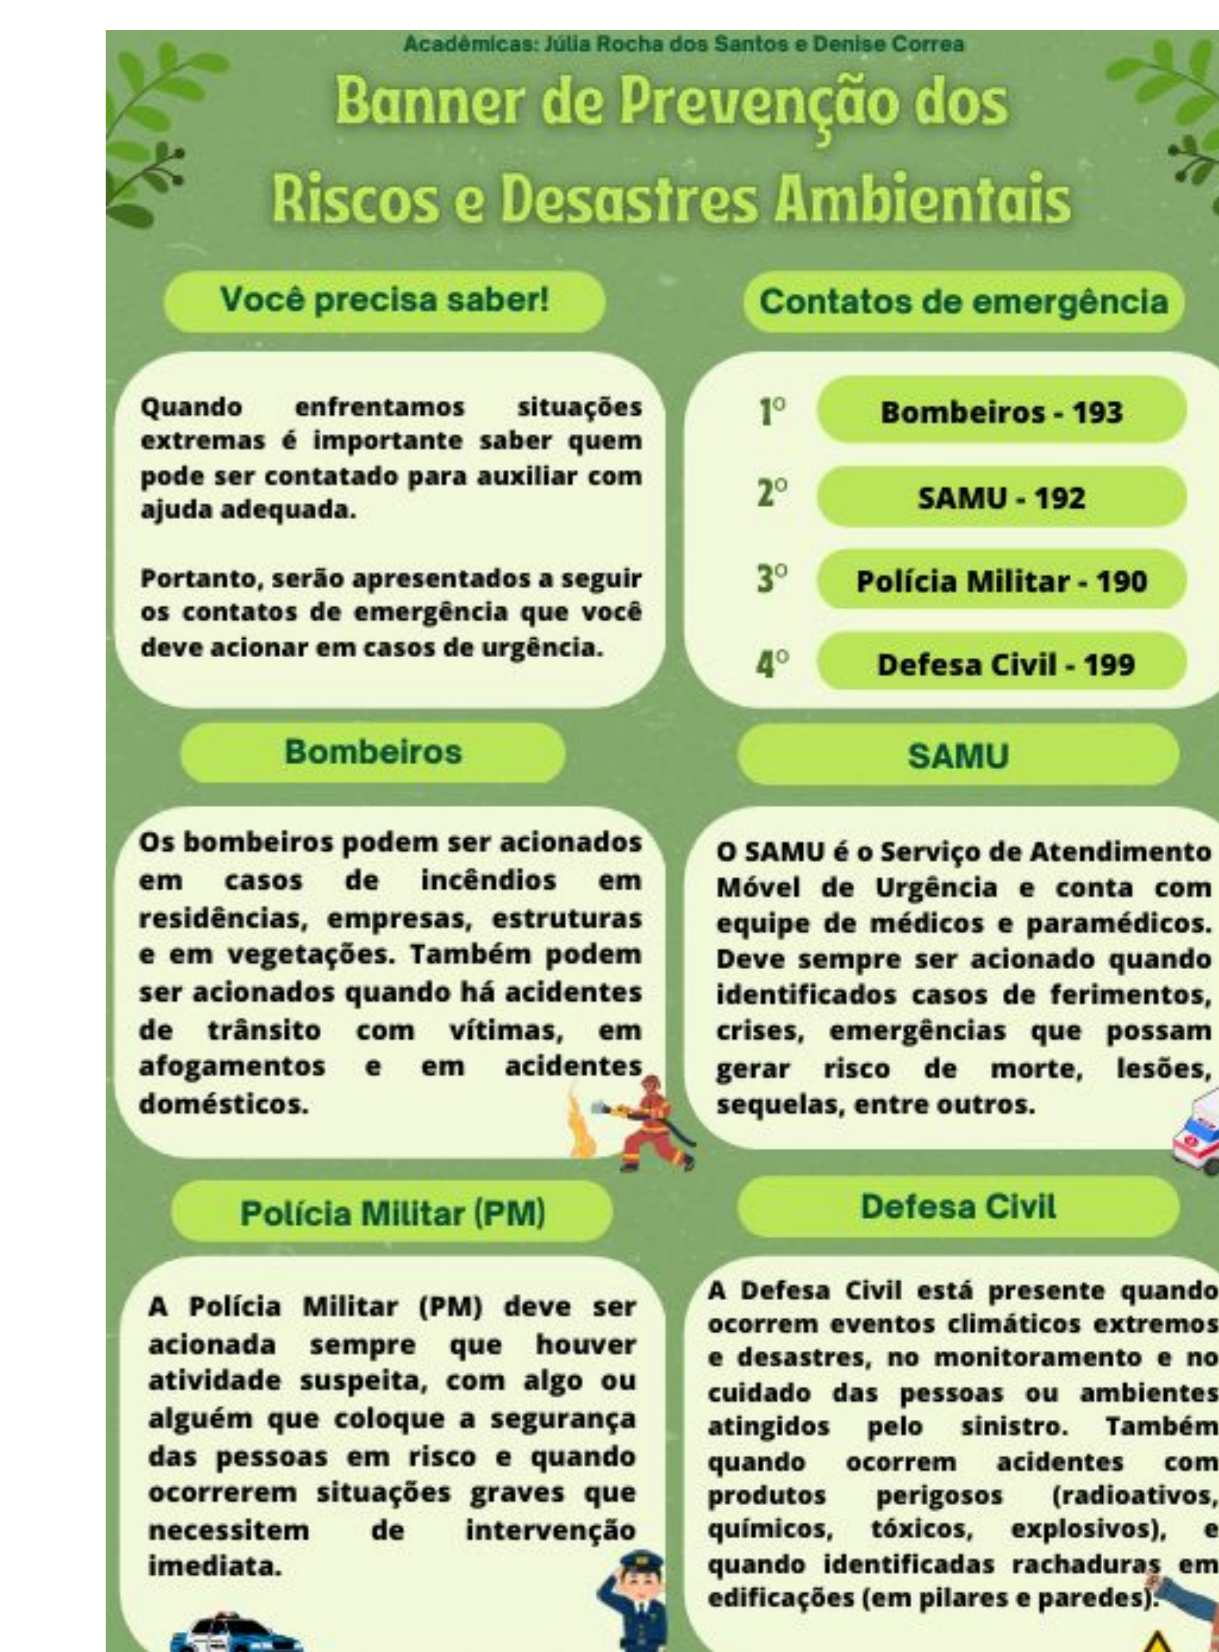 Acadêmicas: Júlia Rocha dos Santos e Denise Correa
Banner de Prevenção dos
Riscos e Desastres Ambientais
Você precisa saber!
Quando enfrentamos situações
extremas é importante saber quem
pode ser contatado para auxiliar com
ajuda adequada.
Portanto, serão apresentados a seguir
os contatos de emergência que você
deve acionar em casos de urgência.
Contatos de emergência
1º Bombeiros - 193
2º SAMU - 192
3º Polícia Militar - 190
4º Defesa Civil - 199
Bombeiros
Os bombeiros podem ser acionados
em casos de incêndios em
residências, empresas, estruturas
e em vegetações. Também podem
ser acionados quando há acidentes
de trânsito com vítimas, em
afogamentos e em acidentes
domésticos.
SAMU
O SAMU é o Serviço de Atendimento
Móvel de Urgência e conta com
equipe de médicos e paramédicos.
Deve sempre ser acionado quando
identificados casos de ferimentos,
crises, emergências que possam
gerar risco de morte, lesões,
sequelas, entre outros.
Polícia Militar (PM)
A Polícia Militar (PM) deve ser
acionada sempre que houver
atividade suspeita, com algo ou
alguém que coloque a segurança
das pessoas em risco e quando
ocorrerem situações graves que
necessitem de intervenção
imediata.
Defesa Civil
A Defesa Civil está presente quando
ocorrem eventos climáticos extremos
e desastres, no monitoramento e no
cuidado das pessoas ou ambientes
atingidos pelo sinistro. Também
quando ocorrem acidentes com
produtos perigosos (radioativos,
químicos, tóxicos, explosivos), e
quando identificadas rachaduras em
edificações (em pilares e paredes).